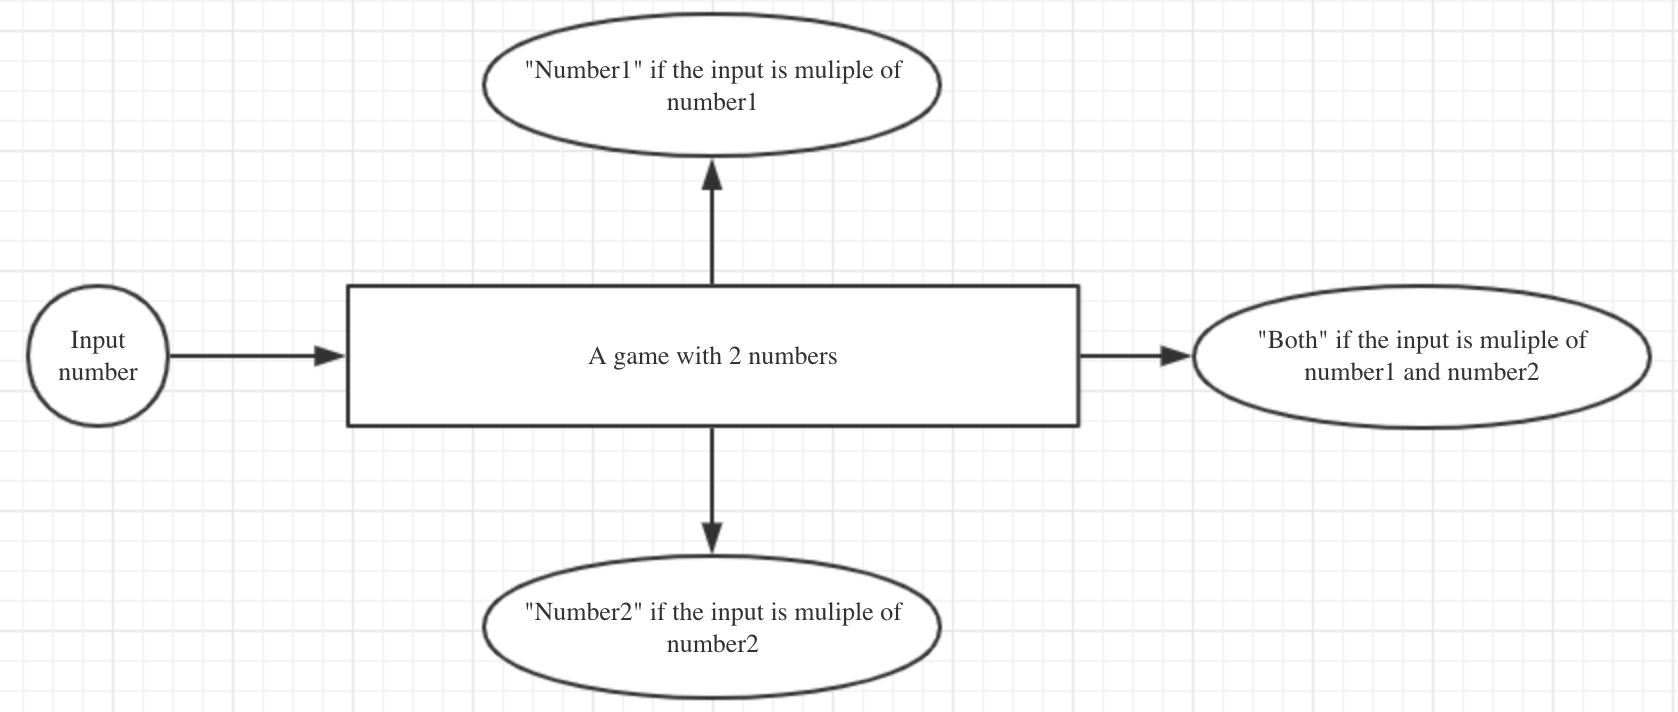 "Number1" if the input is muliple of
number1
Input
number
A game with 2 numbers
"Both" if the input is muliple of
number1 and number2
"Number2" if the input is muliple of
number2